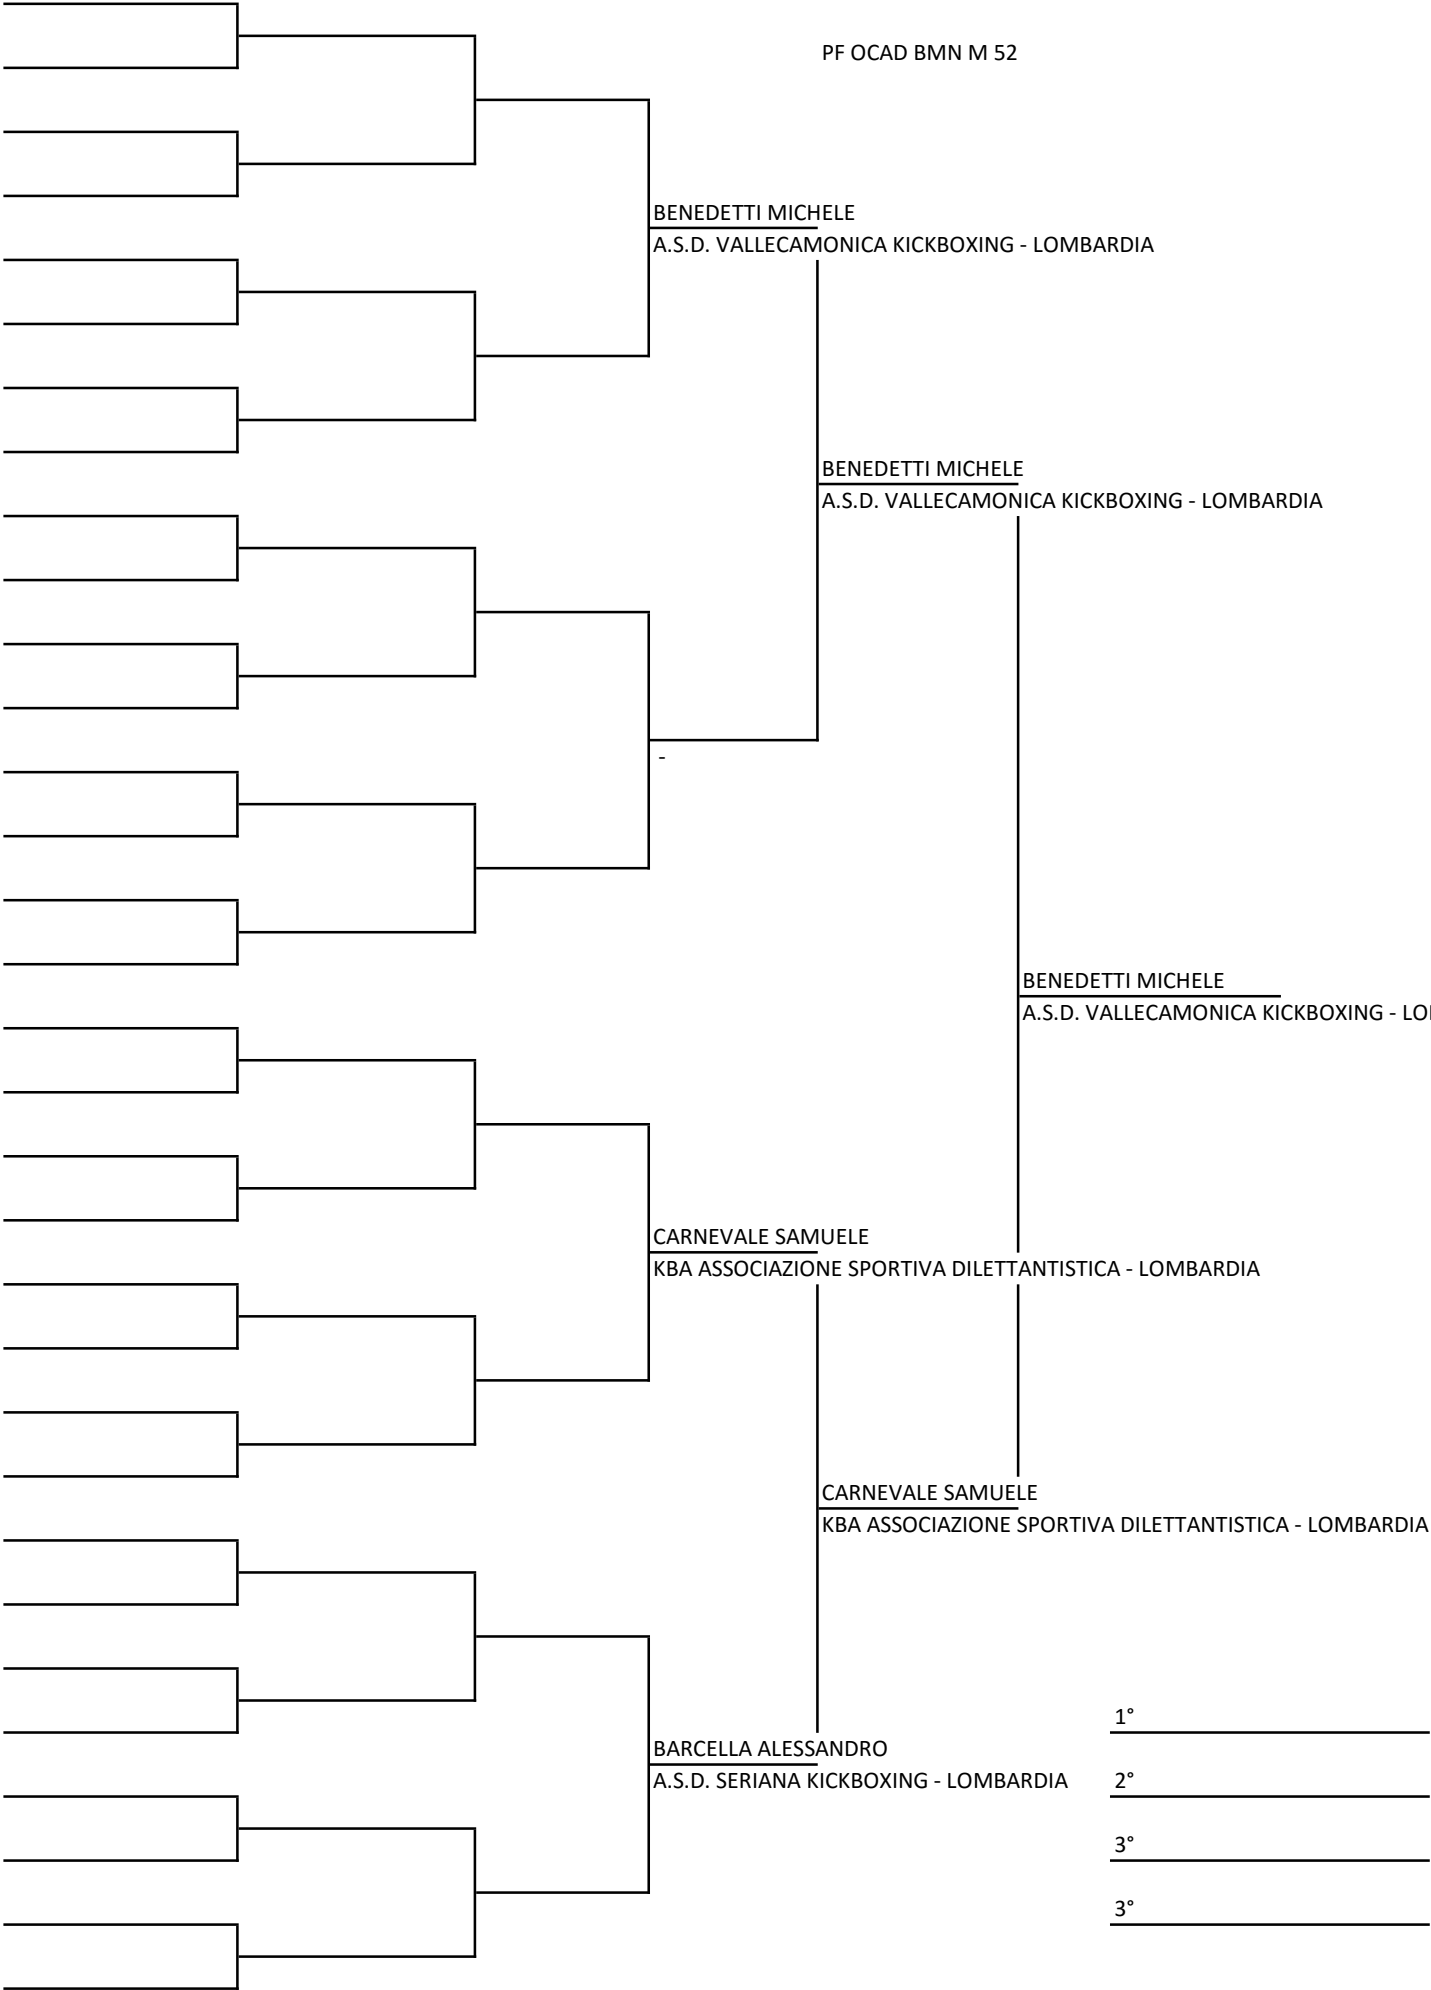 PF OCAD BMN M 52
BENEDETTI MICHELE
A.S.D. VALLECAMONICA KICKBOXING - LOMBARDIA
BENEDETTI MICHELE
A.S.D. VALLECAMONICA KICKBOXING - LOMBARDIA
-
BENEDETTI MICHELE
A.S.D. VALLECAMONICA KICKBOXING -
CARNEVALE SAMUELE
KBA ASSOCIAZIONE SPORTIVA DILETTANTISTICA - LOMBARDIA
CARNEVALE SAMUELE
KBA ASSOCIAZIONE SPORTIVA DILETTANTISTICA - LOMBARDIA
BARCELLA ALESSANDRO
A.S.D. SERIANA KICKBOXING - LOMBARDIA
1°
2°
3°
3°